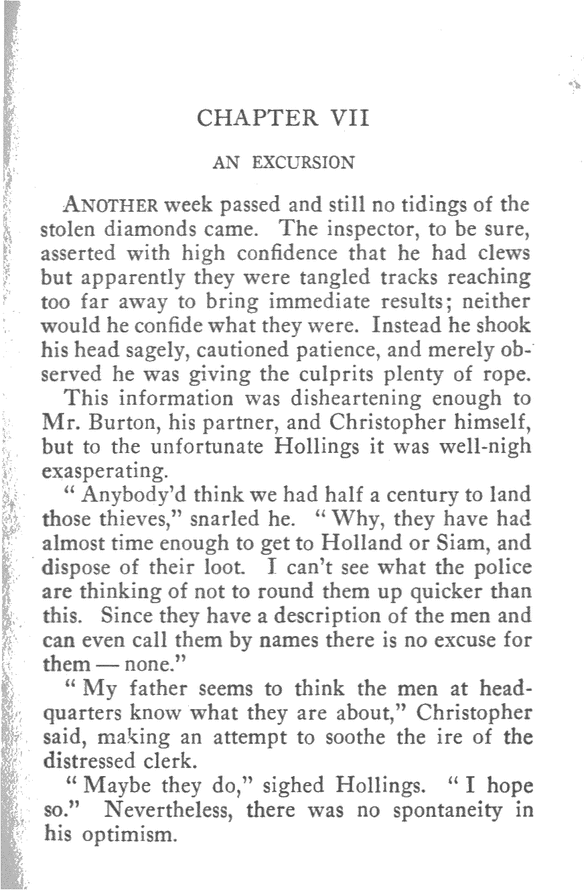 CHAPTER VII
AN EXCURSION
ANOTHER week passed and still no tidings of the
stolen diamonds came. The inspector, to be sure,
asserted with high confidence that he had clews
but apparently they were tangled tracks reaching
too far away to bring immediate results; neither
would he confide what they were. Instead he shook
his head sagely, cautioned patience, and merely ob-
served he was giving the culprits plenty of rope.
This information was disheartening enough to
Mr. Burton, his partner, and Christopher himself,
but to the unfortunate Hollings it was well-nigh
exasperating.
“ Anybody’d think we had half a century to land
those thieves,” snarled he. “ Why, they have had
almost time enough to get to Holland or Siam, and
dispose of their loot. I can’t see what the police
are thinking of not to round them up quicker than
this. Since they have a description of the men and
can even call them by names there is no excuse for
them — none.”
“ My father seems to think the men at head-
quarters know what they are about,” Christopher
said, making an attempt to soothe the ire of the
distressed clerk.
“ Maybe they do,” sighed Hollings. “ I hope
so.” Nevertheless, there was no spontaneity in
his optimism.